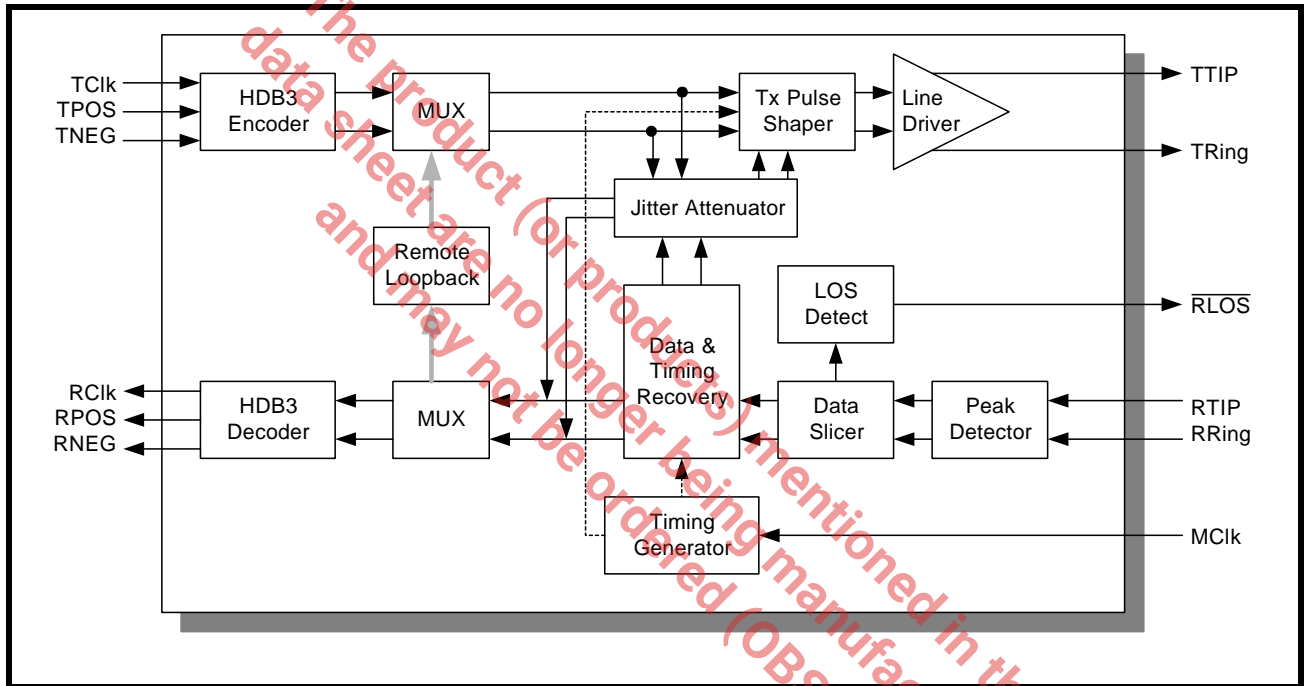 TClk
TPOS
TNEG
HDB3
Encoder
MUX
Tx Pulse
Shaper
Line
Driver
TTIP
TRing
Jitter Attenuator
Remote
Loopback
LOS
Detect
RLOS
Data &
Timing
Recovery
RClk
RPOS
RNEG
HDB3
Decoder
MUX
Data
Slicer
Peak
Detector
RTIP
RRing
Timing
Generator
MClk
The product (or products) mentioned in th
data sheet are no longer being manufac
and may not be ordered (OBS